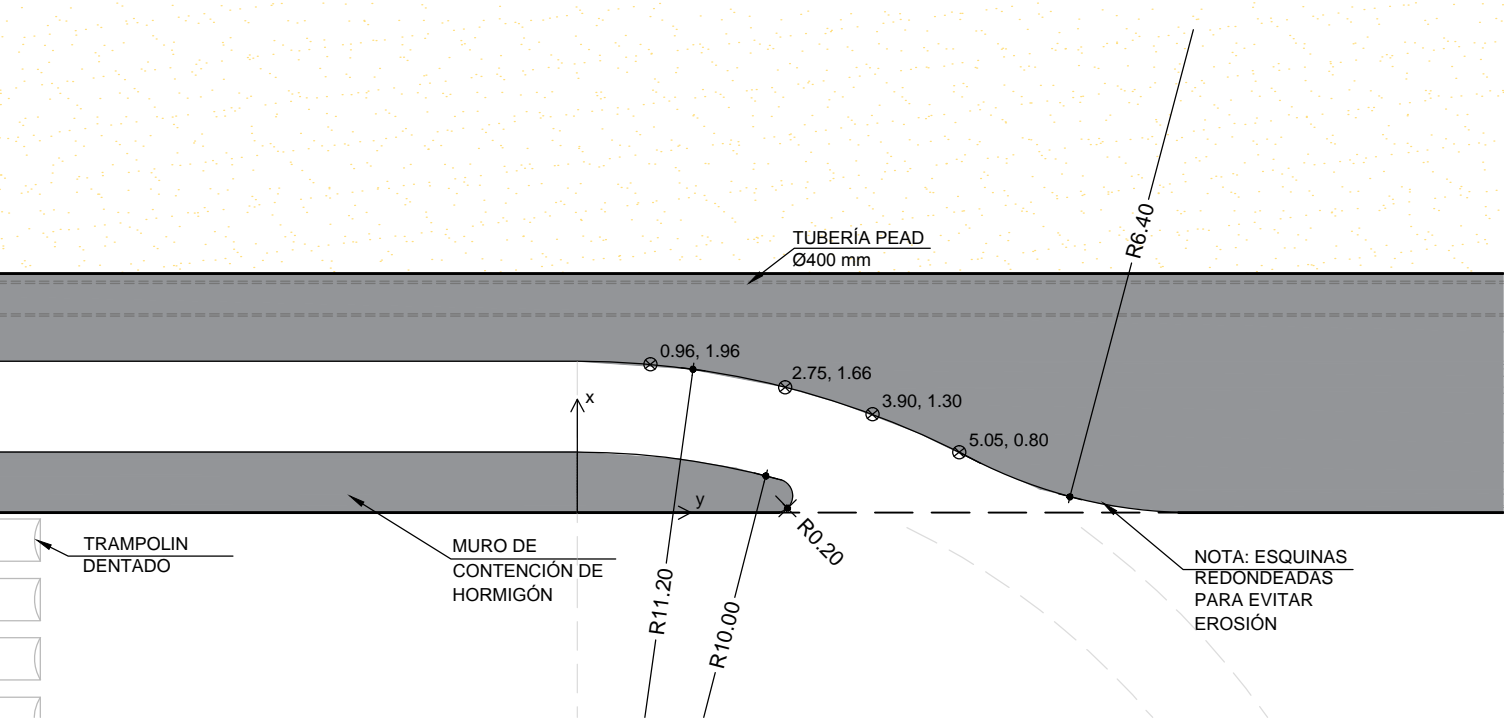 R6.40
TUBERÍA PEAD
Ø400 mm
0.96, 1.96
2.75, 1.66
3.90, 1.30
5.05, 0.80
x
y
R0.20
TRAMPOLIN
DENTADO
MURO DE
CONTENCIÓN DE
HORMIGÓN
R11.20
R10.00
NOTA: ESQUINAS
REDONDEADAS
PARA EVITAR
EROSIÓN